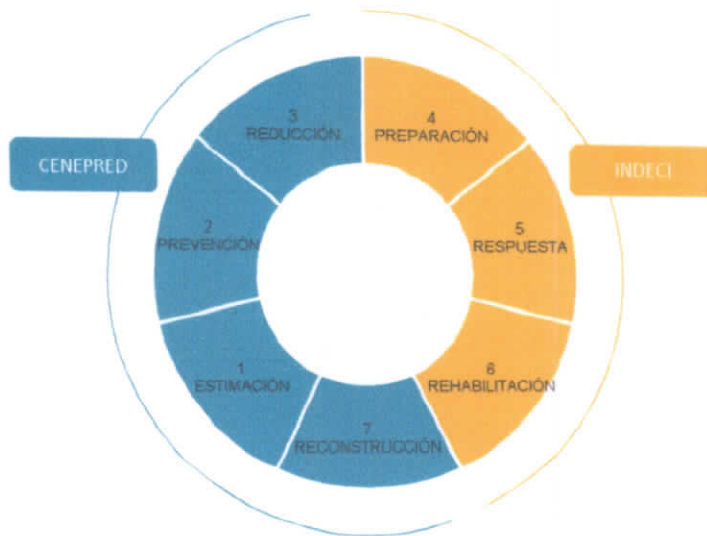 3
REDUCCIÓN
4
PREPARACIÓN
CENEPRED
INDECI
2
PREVENCIÓN
5
RESPUESTA
1
ESTIMACIÓN
6
REHABILITACIÓN
7
RECONSTRUCCIÓN